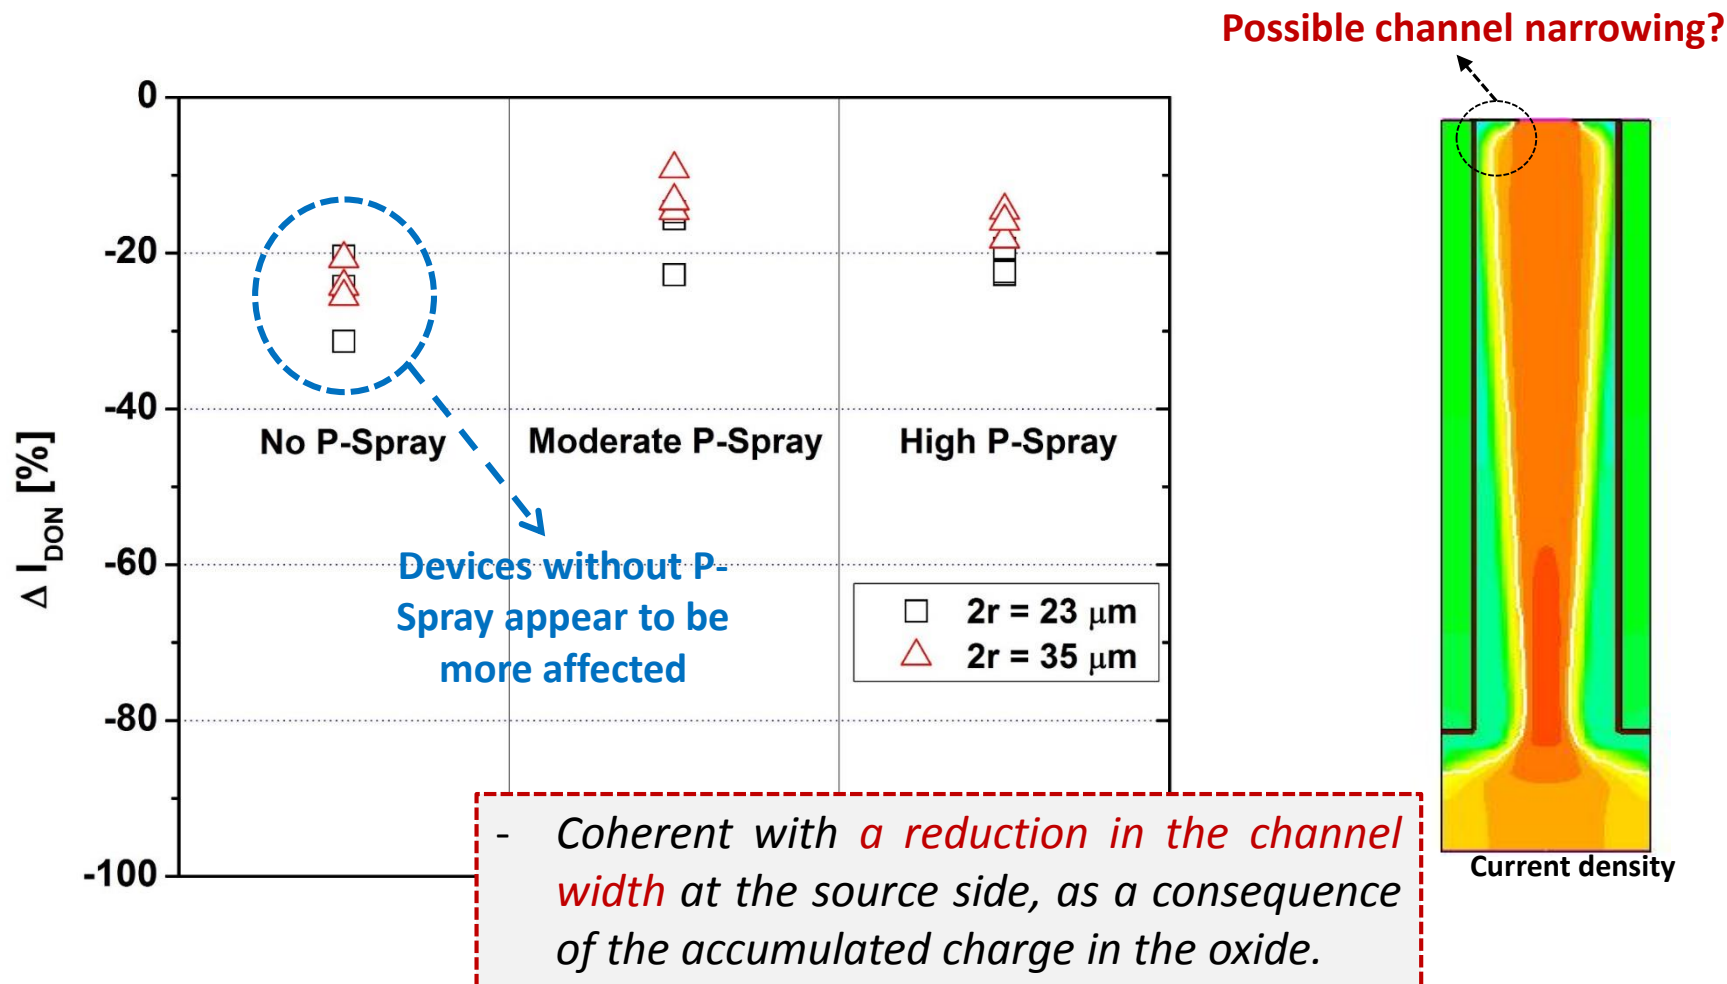 Possible channel narrowing?
0
-20
-40
-60
-80
-100
Δ I_DON [%]
No P-Spray
Moderate P-Spray
High P-Spray
Devices without P-
Spray appear to be
more affected
2r = 23 μm
2r = 35 μm
- Coherent with a reduction in the channel
width at the source side, as a consequence
of the accumulated charge in the oxide.
Current density